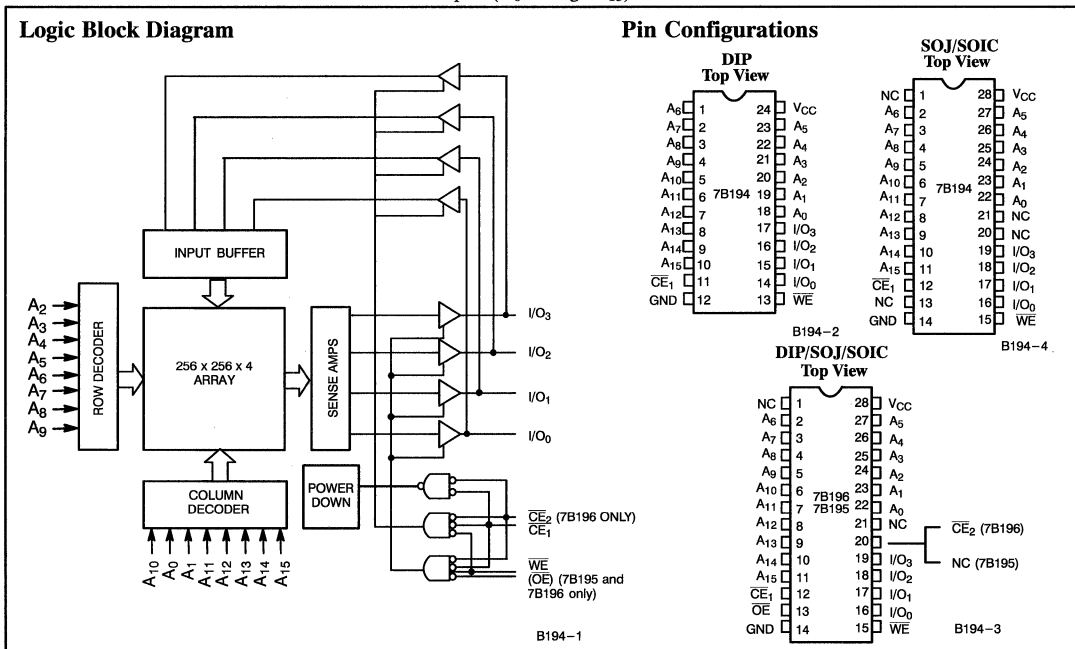 Logic Block Diagram
INPUT BUFFER
A2
A3
A4
A5
A6
A7
A8
A9
ROW DECODER
256 x 256 x 4
ARRAY
SENSE AMPS
I/O3
I/O2
I/O1
I/O0
COLUMN
DECODER
POWER
DOWN
A10 A0 A1 A11 A12 A13 A14 A15
CE2 (7B196 ONLY)
CE1
WE
(OE) (7B195 and
7B196 only)
B194-1
Pin Configurations
DIP
Top View
A6 1 24 VCC
A7 2 23 A5
A8 3 22 A4
A9 4 21 A3
A10 5 20 A2
A11 6 7B194 19 A1
A12 7 18 A0
A13 8 17 I/O3
A14 9 16 I/O2
A15 10 15 I/O1
CE1 11 14 I/O0
GND 12 13 WE
B194-2
SOJ/SOIC
Top View
NC 1 28 VCC
A6 2 27 A5
A7 3 26 A4
A8 4 25 A3
A9 5 24 A2
A10 6 7B194 23 A1
A11 7 22 A0
A12 8 21 NC
A13 9 20 NC
A14 10 19 I/O3
A15 11 18 I/O2
CE1 12 17 I/O1
NC 13 16 I/O0
GND 14 15 WE
B194-4
DIP/SOJ/SOIC
Top View
NC 1 28 VCC
A6 2 27 A5
A7 3 26 A4
A8 4 25 A3
A9 5 24 A2
A10 6 7B196 23 A1
A11 7 7B195 22 A0
A12 8 21 NC
A13 9 20
CE2 (7B196)
NC (7B195)
A14 10 19 I/O3
A15 11 18 I/O2
CE1 12 17 I/O1
OE 13 16 I/O0
GND 14 15 WE
B194-3